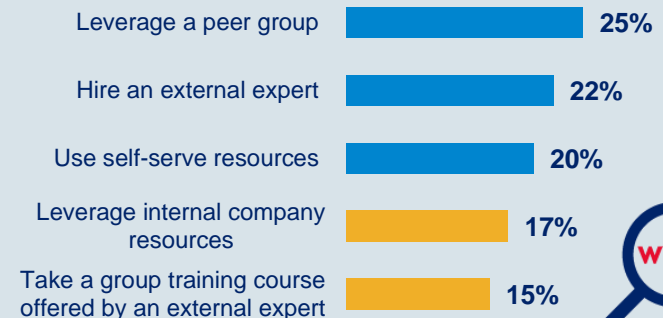 Leverage a peer group 25%
Hire an external expert 22%
Use self-serve resources 20%
Leverage internal company
resources 17%
Take a group training course
offered by an external expert 15%
W